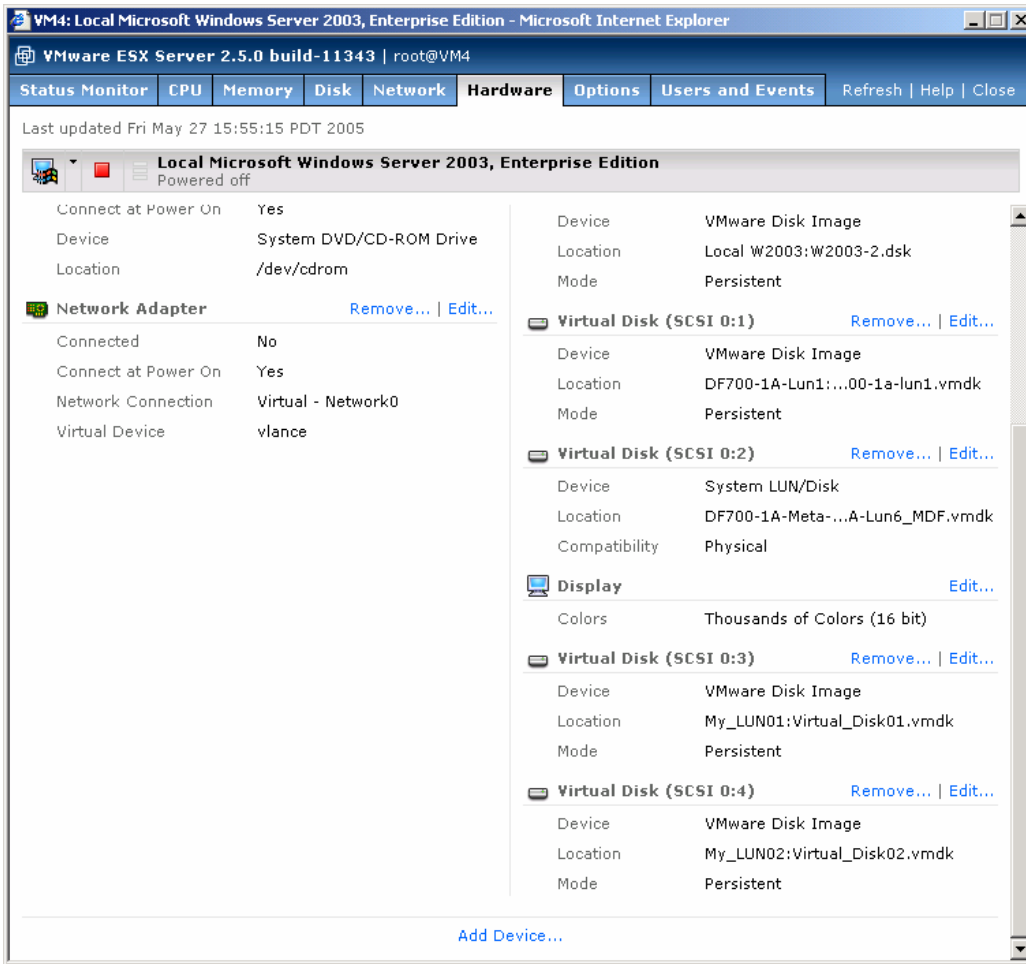 VM4: Local Microsoft Windows Server 2003, Enterprise Edition - Microsoft Internet Explorer
VMware ESX Server 2.5.0 build-11343 | root@VM4
Status Monitor CPU Memory Disk Network Hardware Options Users and Events Refresh | Help | Close
Last updated Fri May 27 15:55:15 PDT 2005
Local Microsoft Windows Server 2003, Enterprise Edition
Powered off
Connect at Power On Yes
Device System DVD/CD-ROM Drive
Location /dev/cdrom
Network Adapter Remove... | Edit...
Connected No
Connect at Power On Yes
Network Connection Virtual - Network0
Virtual Device vlance
Device VMware Disk Image
Location Local W2003:W2003-2.dsk
Mode Persistent
Virtual Disk (SCSI 0:1) Remove... | Edit...
Device VMware Disk Image
Location DF700-1A-Lun1:...00-1a-lun1.vmdk
Mode Persistent
Virtual Disk (SCSI 0:2) Remove... | Edit...
Device System LUN/Disk
Location DF700-1A-Meta-...A-Lun6_MDF.vmdk
Compatibility Physical
Display Edit...
Colors Thousands of Colors (16 bit)
Virtual Disk (SCSI 0:3) Remove... | Edit...
Device VMware Disk Image
Location My_LUN01:Virtual_Disk01.vmdk
Mode Persistent
Virtual Disk (SCSI 0:4) Remove... | Edit...
Device VMware Disk Image
Location My_LUN02:Virtual_Disk02.vmdk
Mode Persistent
Add Device...